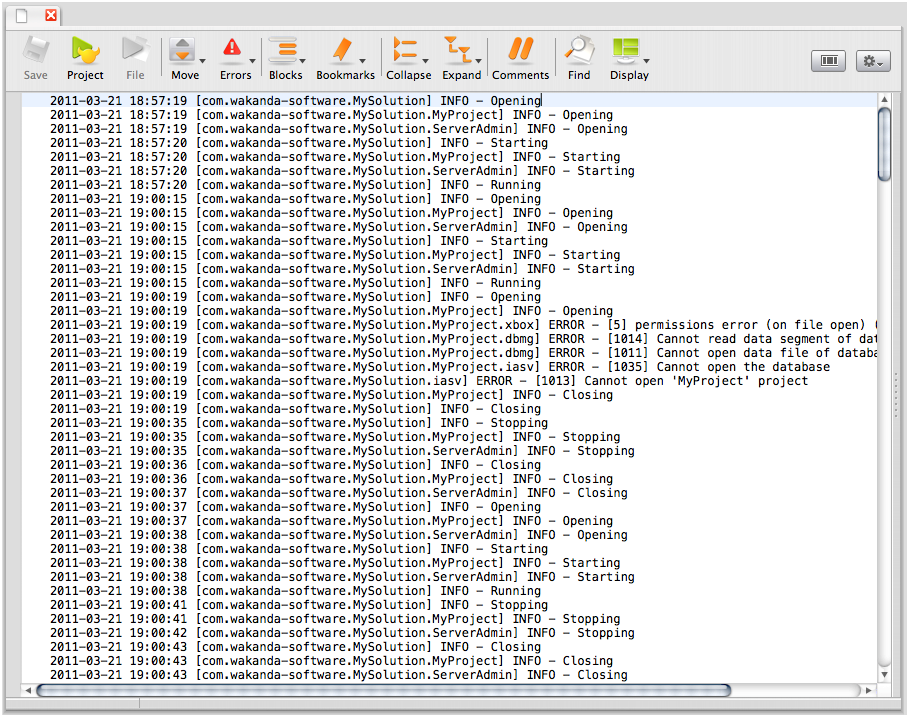 Save Project File Move Errors Blocks Bookmarks Collapse Expand Comments Find Display
2011-03-21 18:57:19 [com.wakanda-software.MySolution] INFO - Opening
2011-03-21 18:57:19 [com.wakanda-software.MySolution.MyProject] INFO - Opening
2011-03-21 18:57:19 [com.wakanda-software.MySolution.ServerAdmin] INFO - Opening
2011-03-21 18:57:20 [com.wakanda-software.MySolution] INFO - Starting
2011-03-21 18:57:20 [com.wakanda-software.MySolution.MyProject] INFO - Starting
2011-03-21 18:57:20 [com.wakanda-software.MySolution.ServerAdmin] INFO - Starting
2011-03-21 18:57:20 [com.wakanda-software.MySolution] INFO - Running
2011-03-21 19:00:15 [com.wakanda-software.MySolution] INFO - Opening
2011-03-21 19:00:15 [com.wakanda-software.MySolution.MyProject] INFO - Opening
2011-03-21 19:00:15 [com.wakanda-software.MySolution.ServerAdmin] INFO - Opening
2011-03-21 19:00:15 [com.wakanda-software.MySolution] INFO - Starting
2011-03-21 19:00:15 [com.wakanda-software.MySolution.MyProject] INFO - Starting
2011-03-21 19:00:15 [com.wakanda-software.MySolution.ServerAdmin] INFO - Starting
2011-03-21 19:00:15 [com.wakanda-software.MySolution] INFO - Running
2011-03-21 19:00:19 [com.wakanda-software.MySolution] INFO - Opening
2011-03-21 19:00:19 [com.wakanda-software.MySolution.MyProject] INFO - Opening
2011-03-21 19:00:19 [com.wakanda-software.MySolution.MyProject.xbox] ERROR - [5] permissions error (on file open) (
2011-03-21 19:00:19 [com.wakanda-software.MySolution.MyProject.dbmg] ERROR - [1014] Cannot read data segment of dat
2011-03-21 19:00:19 [com.wakanda-software.MySolution.MyProject.dbmg] ERROR - [1011] Cannot open data file of databa
2011-03-21 19:00:19 [com.wakanda-software.MySolution.MyProject.iasv] ERROR - [1035] Cannot open the database
2011-03-21 19:00:19 [com.wakanda-software.MySolution.iasv] ERROR - [1013] Cannot open 'MyProject' project
2011-03-21 19:00:19 [com.wakanda-software.MySolution.MyProject] INFO - Closing
2011-03-21 19:00:19 [com.wakanda-software.MySolution] INFO - Closing
2011-03-21 19:00:35 [com.wakanda-software.MySolution] INFO - Stopping
2011-03-21 19:00:35 [com.wakanda-software.MySolution.MyProject] INFO - Stopping
2011-03-21 19:00:35 [com.wakanda-software.MySolution.ServerAdmin] INFO - Stopping
2011-03-21 19:00:36 [com.wakanda-software.MySolution] INFO - Closing
2011-03-21 19:00:36 [com.wakanda-software.MySolution.MyProject] INFO - Closing
2011-03-21 19:00:37 [com.wakanda-software.MySolution.ServerAdmin] INFO - Closing
2011-03-21 19:00:37 [com.wakanda-software.MySolution] INFO - Opening
2011-03-21 19:00:37 [com.wakanda-software.MySolution.MyProject] INFO - Opening
2011-03-21 19:00:38 [com.wakanda-software.MySolution.ServerAdmin] INFO - Opening
2011-03-21 19:00:38 [com.wakanda-software.MySolution] INFO - Starting
2011-03-21 19:00:38 [com.wakanda-software.MySolution.MyProject] INFO - Starting
2011-03-21 19:00:38 [com.wakanda-software.MySolution.ServerAdmin] INFO - Starting
2011-03-21 19:00:38 [com.wakanda-software.MySolution] INFO - Running
2011-03-21 19:00:41 [com.wakanda-software.MySolution] INFO - Stopping
2011-03-21 19:00:41 [com.wakanda-software.MySolution.MyProject] INFO - Stopping
2011-03-21 19:00:42 [com.wakanda-software.MySolution.ServerAdmin] INFO - Stopping
2011-03-21 19:00:43 [com.wakanda-software.MySolution] INFO - Closing
2011-03-21 19:00:43 [com.wakanda-software.MySolution.MyProject] INFO - Closing
2011-03-21 19:00:43 [com.wakanda-software.MySolution.ServerAdmin] INFO - Closing